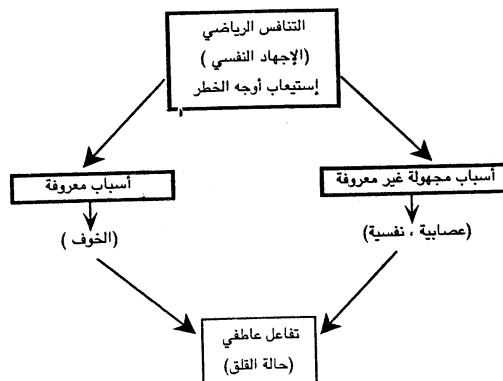 التنافس الرياضي
(الإجهاد النفسي)
إستيعاب أوجه الخطر
أسباب مجهولة غير معروفة
أسباب معروفة
(عصابية ، نفسية)
(الخوف)
تفاعل عاطفي
(حالة القلق)